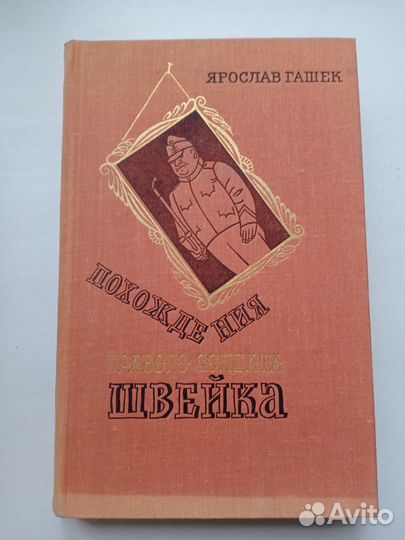 ЯРОСЛАВ ГАШЕК
ПОХОЖДЕНИЯ
БРАВОГО СОЛДАТА
ШВЕЙКА
Avito